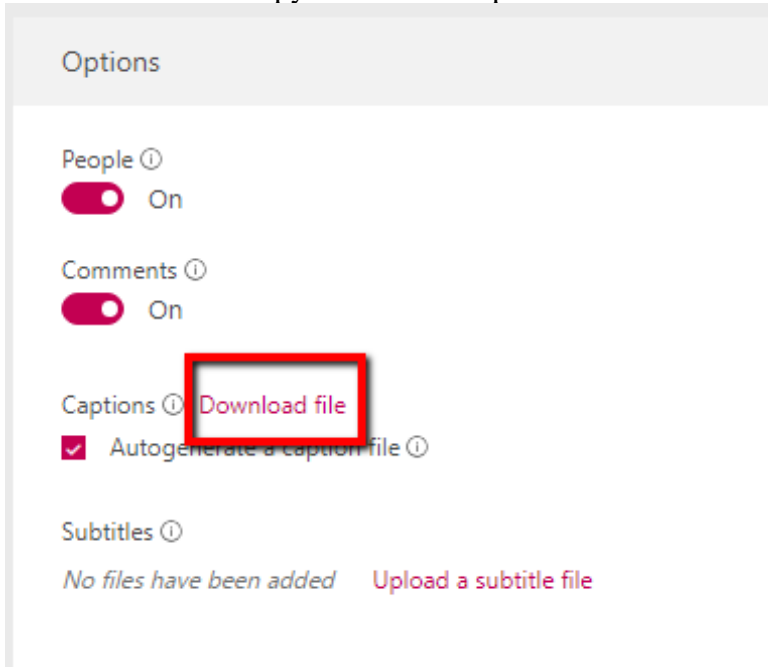 Options
People
On
Comments
On
Captions Download file
Autogenerate a caption file
Subtitles
No files have been added Upload a subtitle file